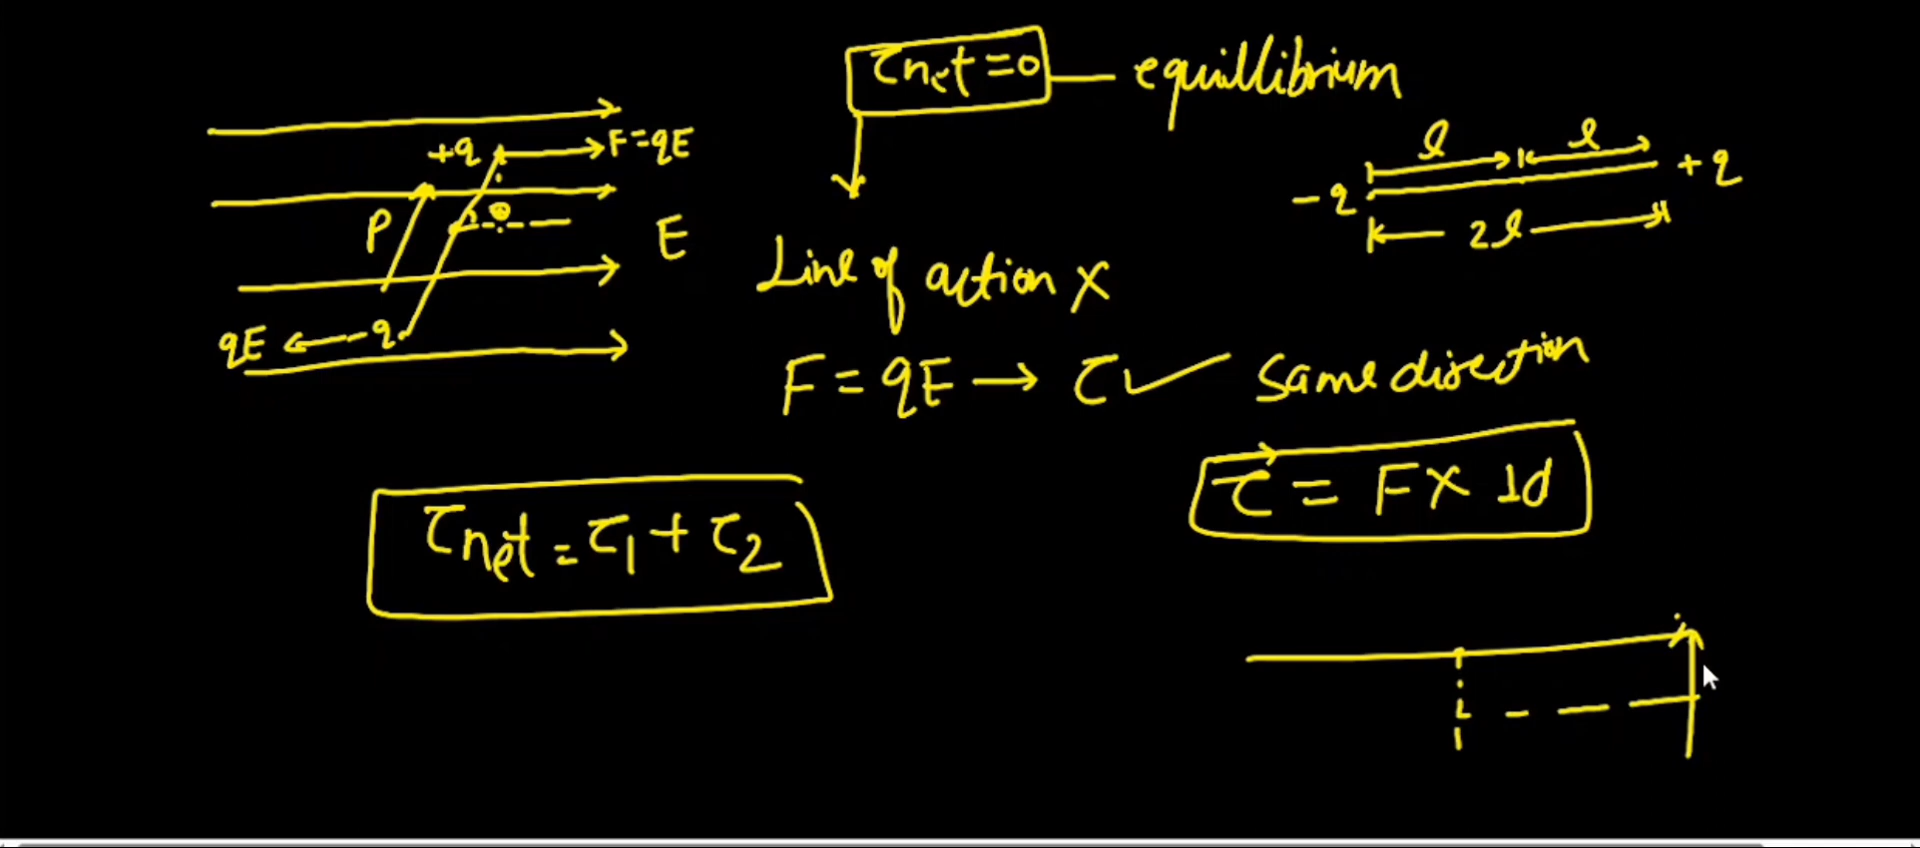 τnet = 0 — equillibrium
+q F = qE
P θ E
qE ← -q
l l
-q +q
2l
Line of action X
F = qE → τ ✓ Same direction
τ = F X ⊥d
τnet = τ1 + τ2